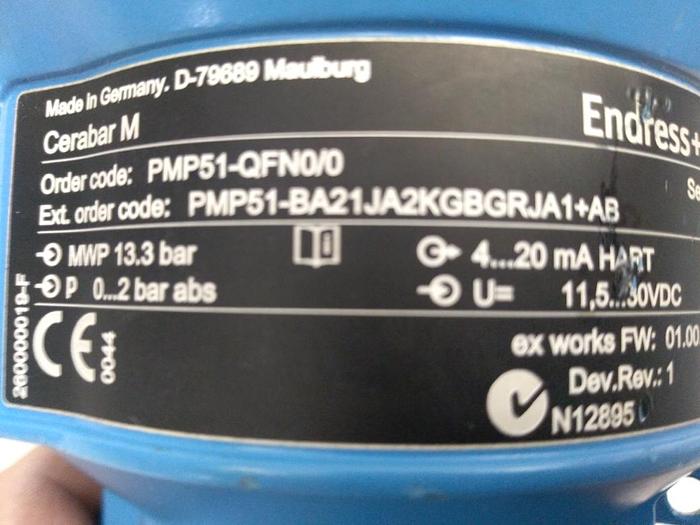 Made in Germany. D-79689 Maulburg
Endress+
Cerabar M
Order code: PMP51-QFN0/0
Se
Ext. order code: PMP51-BA21JA2KGBGRJA1+AB
MWP 13.3 bar
i
4...20 mA HART
p 0...2 bar abs
U= 11,5...30VDC
260000019-F
CE
0044
ex works FW: 01.00
Dev.Rev.: 1
N12895